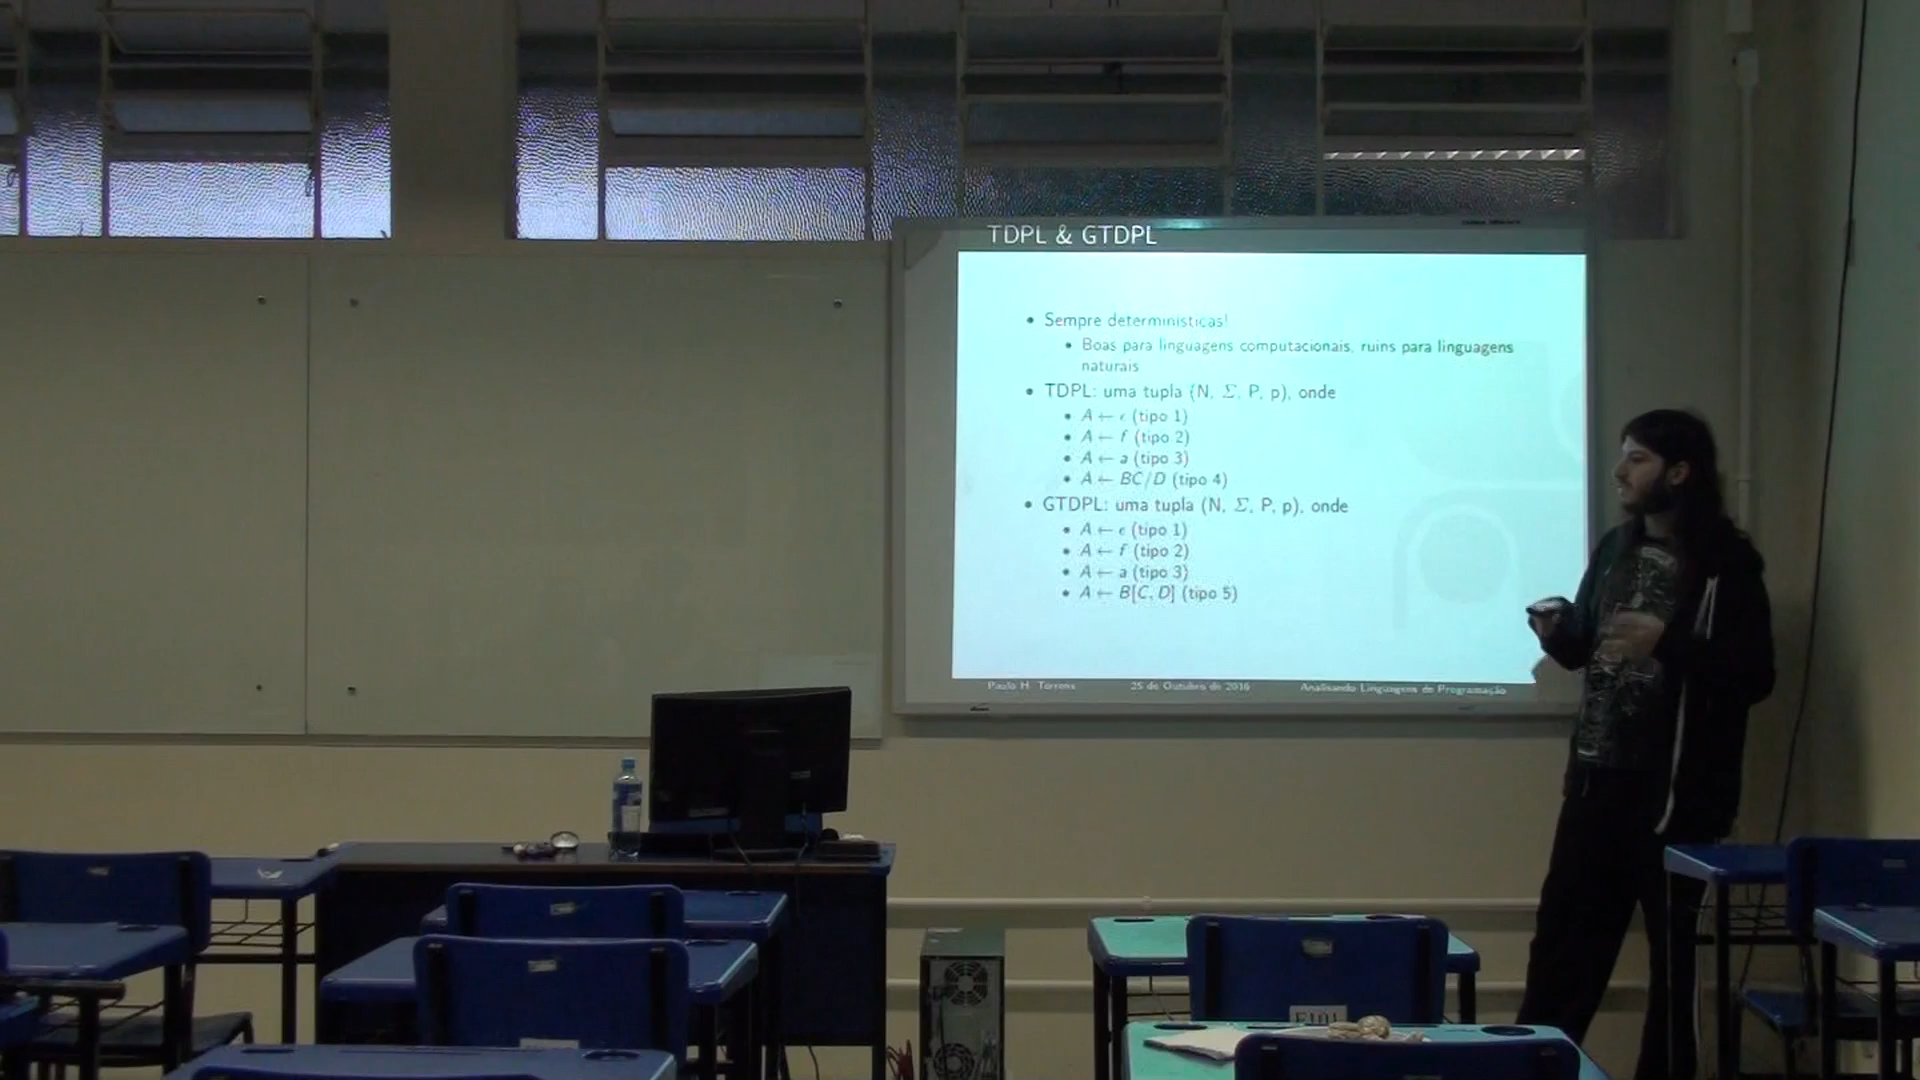 TDPL & GTDPL
• Sempre determinísticas!
• Boas para linguagens computacionais, ruins para linguagens
naturais
• TDPL: uma tupla (N, Σ, P, p), onde
• A ← ϵ (tipo 1)
• A ← f (tipo 2)
• A ← a (tipo 3)
• A ← BC/D (tipo 4)
• GTDPL: uma tupla (N, Σ, P, p), onde
• A ← ϵ (tipo 1)
• A ← f (tipo 2)
• A ← a (tipo 3)
• A ← B[C, D] (tipo 5)
Paulo H. Torrens 25 de Outubro de 2016 Analisando Linguagens de Programação
E101